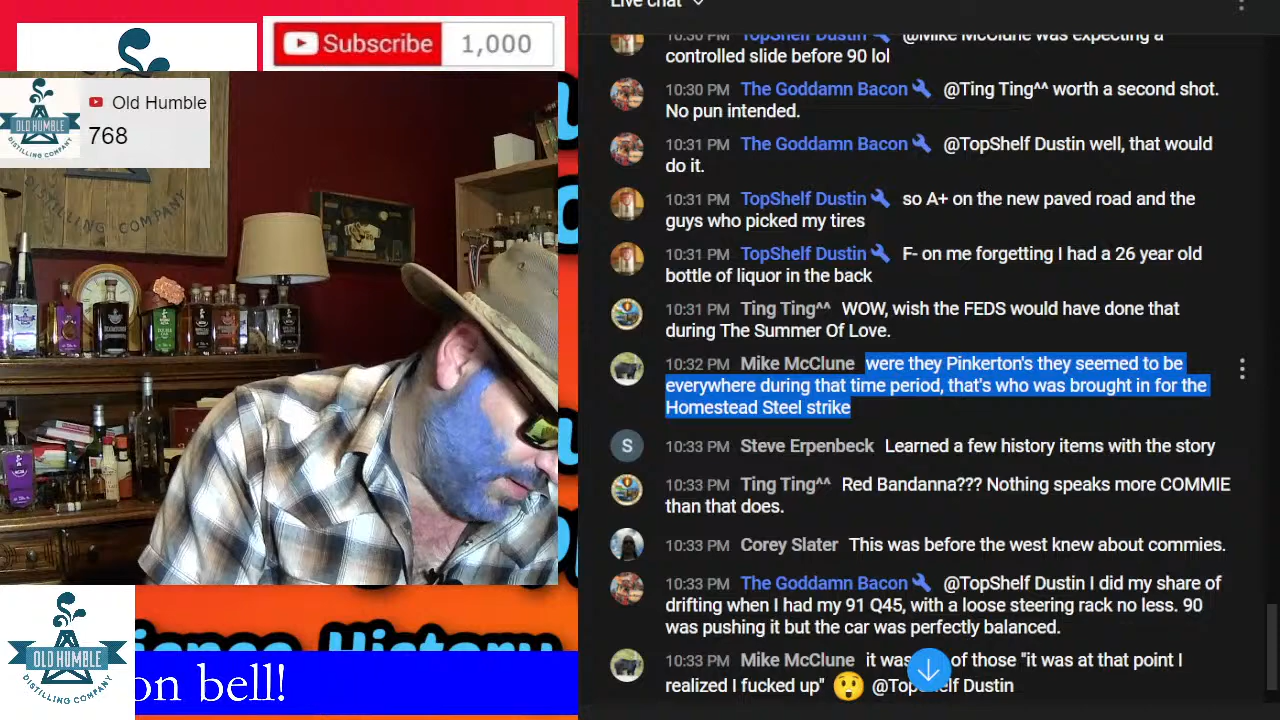 Subscribe 1,000
Old Humble
768
OLD HUMBLE
DISTILLING COMPANY
OLD HUMBLE
DISTILLING COMPANY
on bell!
Live chat
10:30 PM TopShelf Dustin @Mike McClune was expecting a
controlled slide before 90 lol
10:30 PM The Goddamn Bacon @Ting Ting^^ worth a second shot.
No pun intended.
10:31 PM The Goddamn Bacon @TopShelf Dustin well, that would
do it.
10:31 PM TopShelf Dustin so A+ on the new paved road and the
guys who picked my tires
10:31 PM TopShelf Dustin F- on me forgetting I had a 26 year old
bottle of liquor in the back
10:31 PM Ting Ting^^ WOW, wish the FEDS would have done that
during The Summer Of Love.
10:32 PM Mike McClune were they Pinkerton's they seemed to be
everywhere during that time period, that's who was brought in for the
Homestead Steel strike
S
10:33 PM Steve Erpenbeck Learned a few history items with the story
10:33 PM Ting Ting^^ Red Bandanna??? Nothing speaks more COMMIE
than that does.
10:33 PM Corey Slater This was before the west knew about commies.
10:33 PM The Goddamn Bacon @TopShelf Dustin I did my share of
drifting when I had my 91 Q45, with a loose steering rack no less. 90
was pushing it but the car was perfectly balanced.
10:33 PM Mike McClune it was of those "it was at that point I
realized I fucked up" @TopShelf Dustin